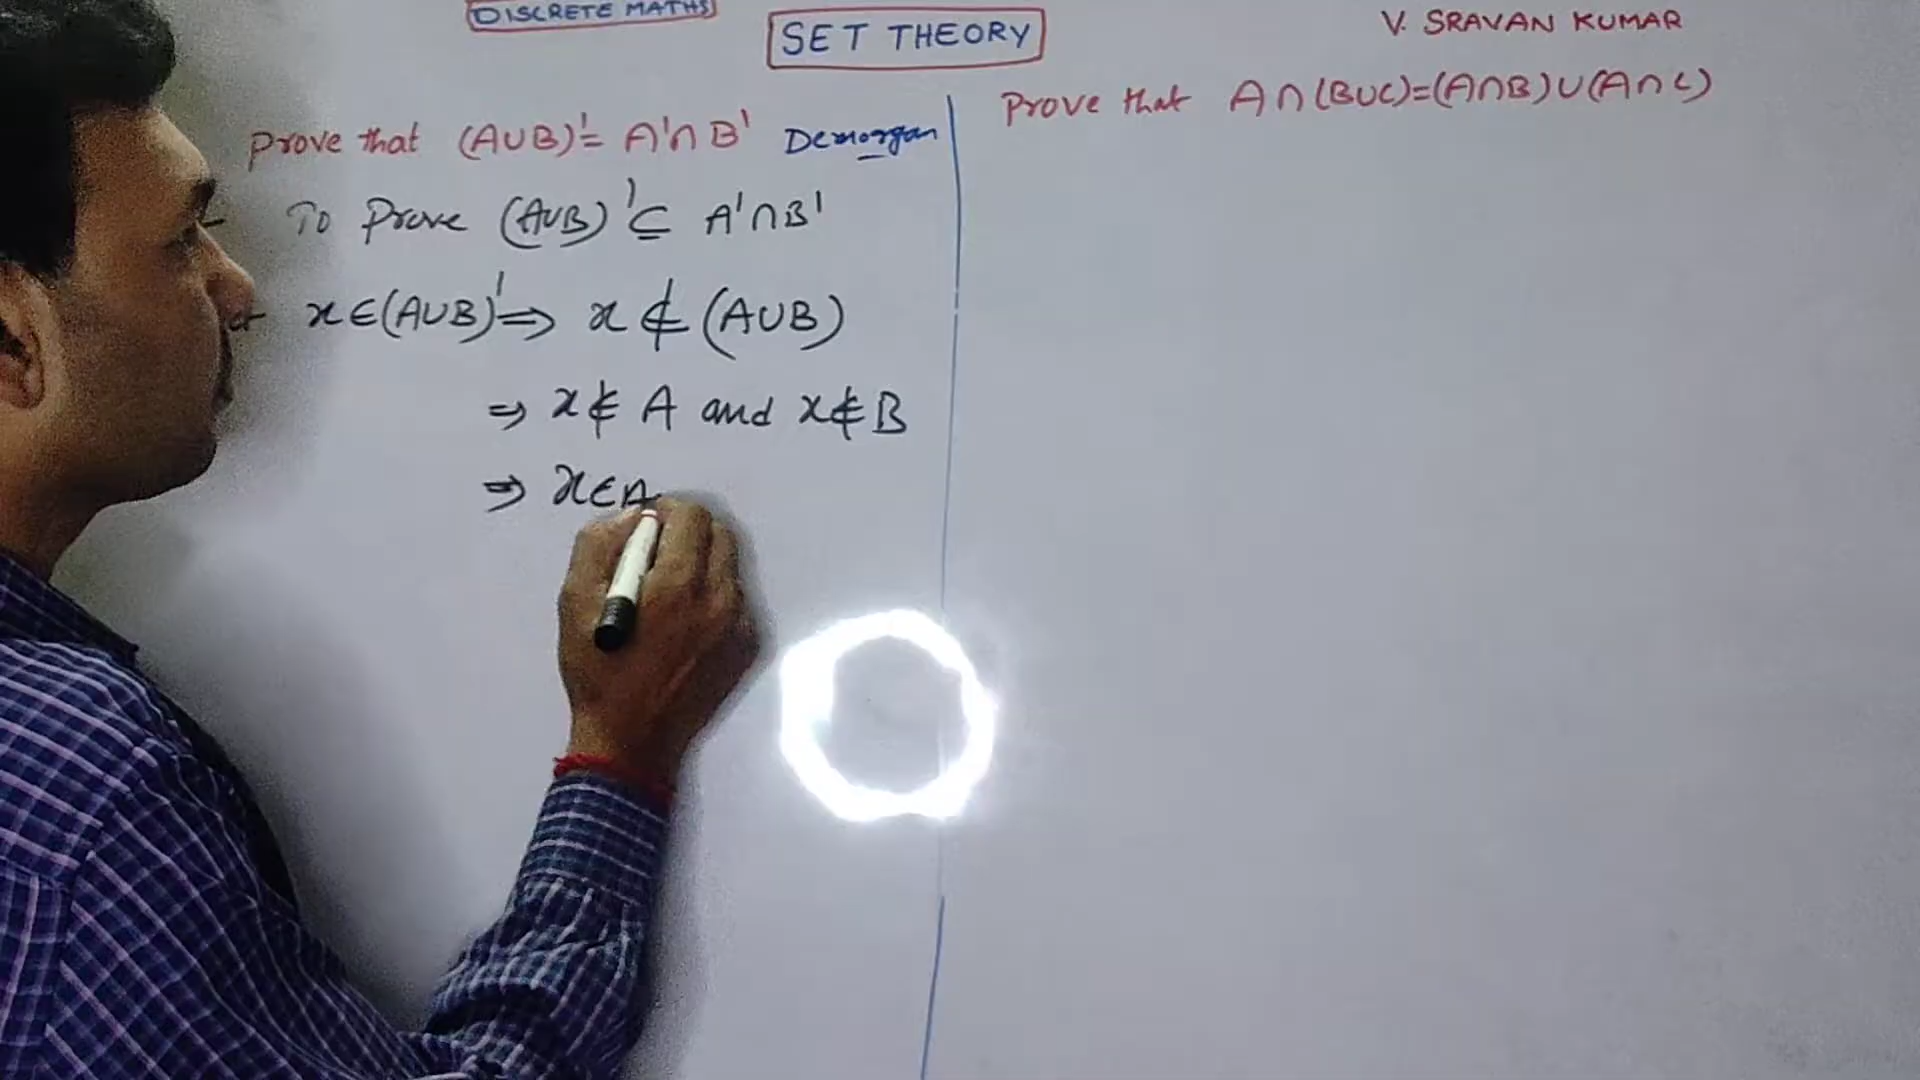 DISCRETE MATHS
SET THEORY
V. SRAVAN KUMAR
Prove that (A∪B)'= A'∩B' Demorgan
To Prove (A∪B)'⊆ A'∩B'
x∈(A∪B)'⇒ x∉(A∪B)
⇒ x∉ A and x∉B
⇒ x∈A
Prove that A∩(B∪C)=(A∩B)∪(A∩C)